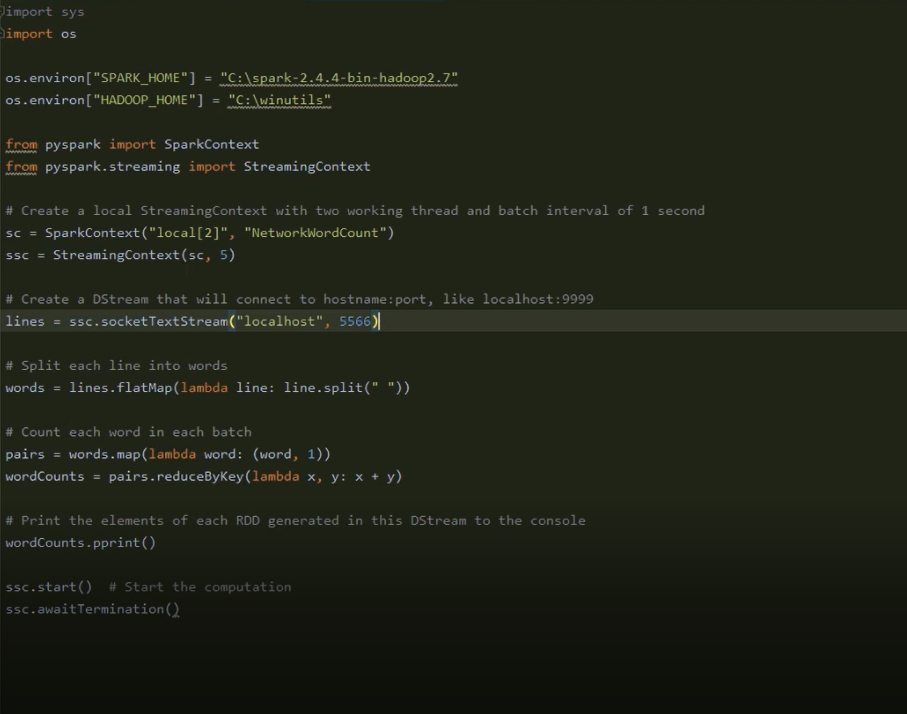 import sys
import os
os.environ["SPARK_HOME"] = "C:\spark-2.4.4-bin-hadoop2.7"
os.environ["HADOOP_HOME"] = "C:\winutils"
from pyspark import SparkContext
from pyspark.streaming import StreamingContext
# Create a local StreamingContext with two working thread and batch interval of 1 second
sc = SparkContext("local[2]", "NetworkWordCount")
ssc = StreamingContext(sc, 5)
# Create a DStream that will connect to hostname:port, like localhost:9999
lines = ssc.socketTextStream("localhost", 5566)
# Split each line into words
words = lines.flatMap(lambda line: line.split(" "))
# Count each word in each batch
pairs = words.map(lambda word: (word, 1))
wordCounts = pairs.reduceByKey(lambda x, y: x + y)
# Print the elements of each RDD generated in this DStream to the console
wordCounts.pprint()
ssc.start()  # Start the computation
ssc.awaitTermination()